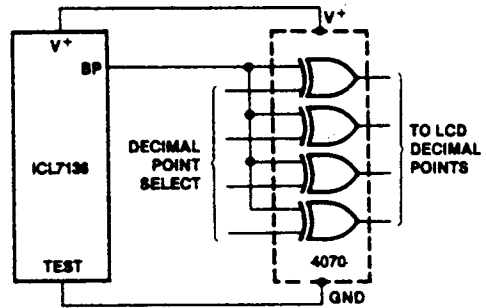 V+
V+
BP
DECIMAL
POINT
SELECT
ICL7136
TO LCD
DECIMAL
POINTS
TEST
4070
GND